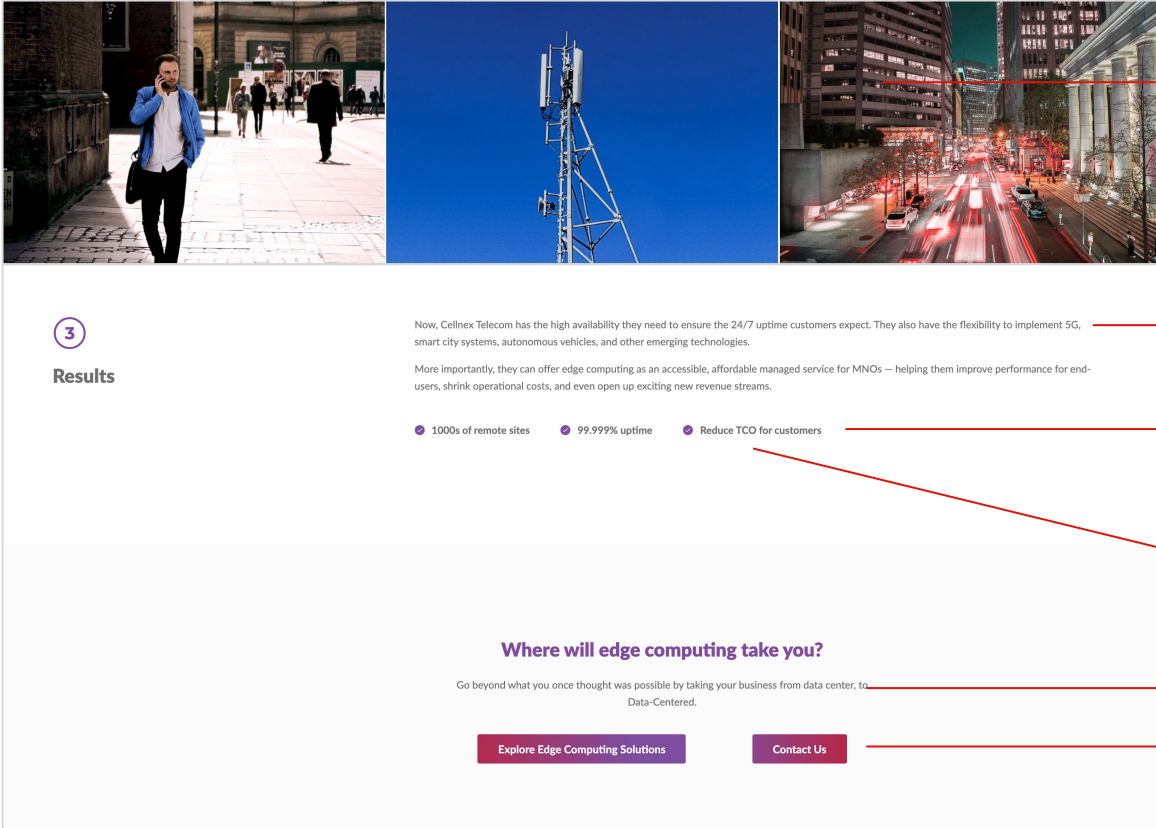 3
Results
Now, Cellnex Telecom has the high availability they need to ensure the 24/7 uptime customers expect. They also have the flexibility to implement 5G,
smart city systems, autonomous vehicles, and other emerging technologies.
More importantly, they can offer edge computing as an accessible, affordable managed service for MNOs — helping them improve performance for end-
users, shrink operational costs, and even open up exciting new revenue streams.
1000s of remote sites 99.999% uptime Reduce TCO for customers
Where will edge computing take you?
Go beyond what you once thought was possible by taking your business from data center, to
Data-Centered.
Explore Edge Computing Solutions Contact Us